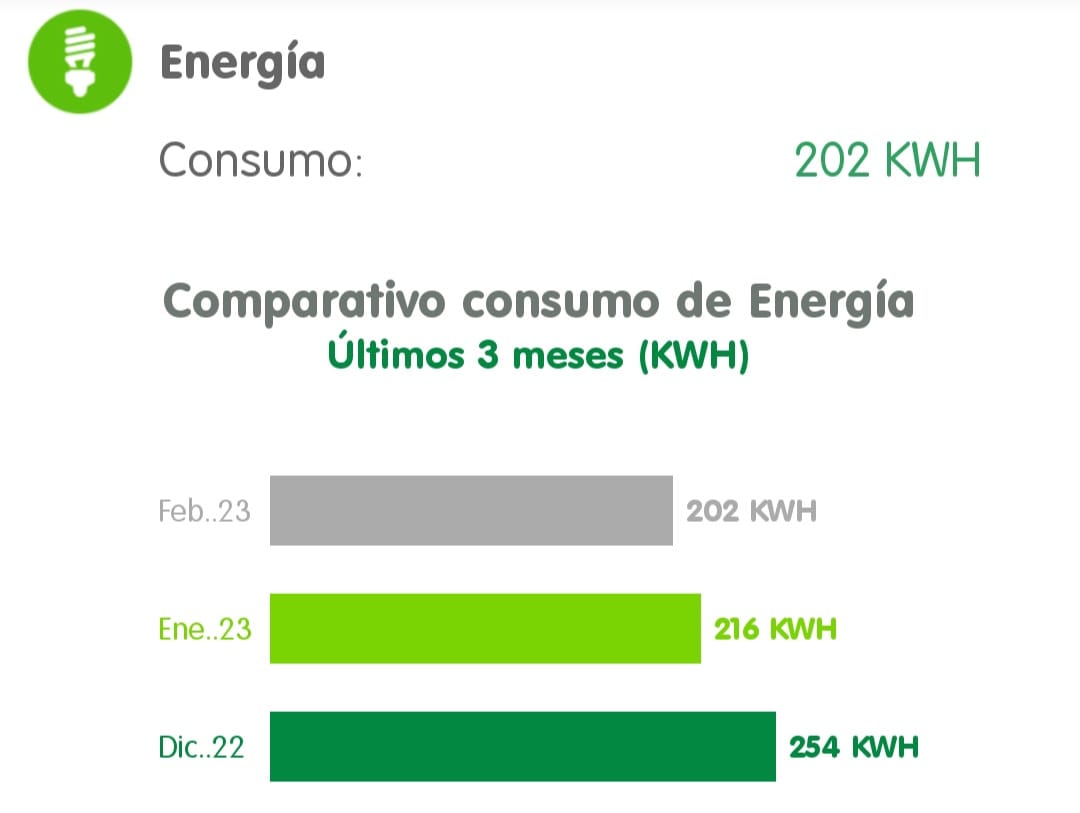 Energía
Consumo: 202 KWH
Comparativo consumo de Energía
Últimos 3 meses (KWH)
Feb..23 202 KWH
Ene..23 216 KWH
Dic..22 254 KWH